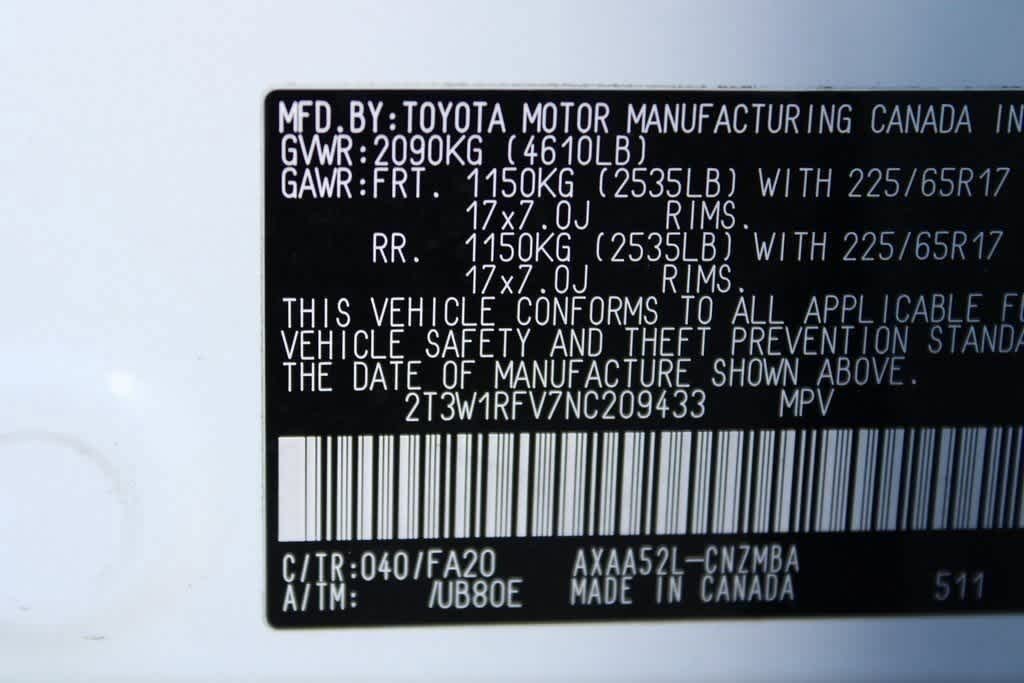 MFD.BY:TOYOTA MOTOR MANUFACTURING CANADA IN
GVWR:2090KG (4610LB)
GAWR:FRT. 1150KG (2535LB) WITH 225/65R17
17x7.0J RIMS.
RR. 1150KG (2535LB) WITH 225/65R17
17x7.0J RIMS.
THIS VEHICLE CONFORMS TO ALL APPLICABLE F
VEHICLE SAFETY AND THEFT PREVENTION STANDA
THE DATE OF MANUFACTURE SHOWN ABOVE.
2T3W1RFV7NC209433 MPV
C/TR:040/FA20 AXAA52L-CNZMBA
A/TM: /UB80E MADE IN CANADA 511